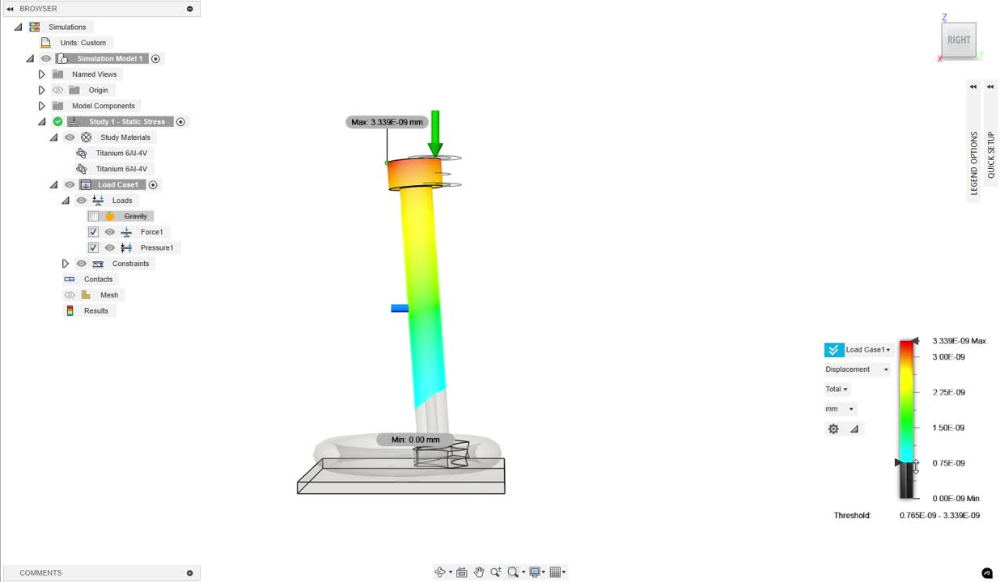 BROWSER
Simulations
Units: Custom
Simulation Model 1
Named Views
Origin
Model Components
Study 1 - Static Stress
Study Materials
Titanium 6Al-4V
Titanium 6Al-4V
Load Case1
Loads
Gravity
Force1
Pressure1
Constraints
Contacts
Mesh
Results
COMMENTS
Max: 3.339E-09 mm
Min: 0.00 mm
Z
RIGHT
X
Y
LEGEND OPTIONS
QUICK SETUP
Load Case1
Displacement
Total
mm
3.339E-09 Max.
3.00E-09
2.25E-09
1.50E-09
0.75E-09
0.00E-09 Min.
Threshold: 0.765E-09 - 3.339E-09